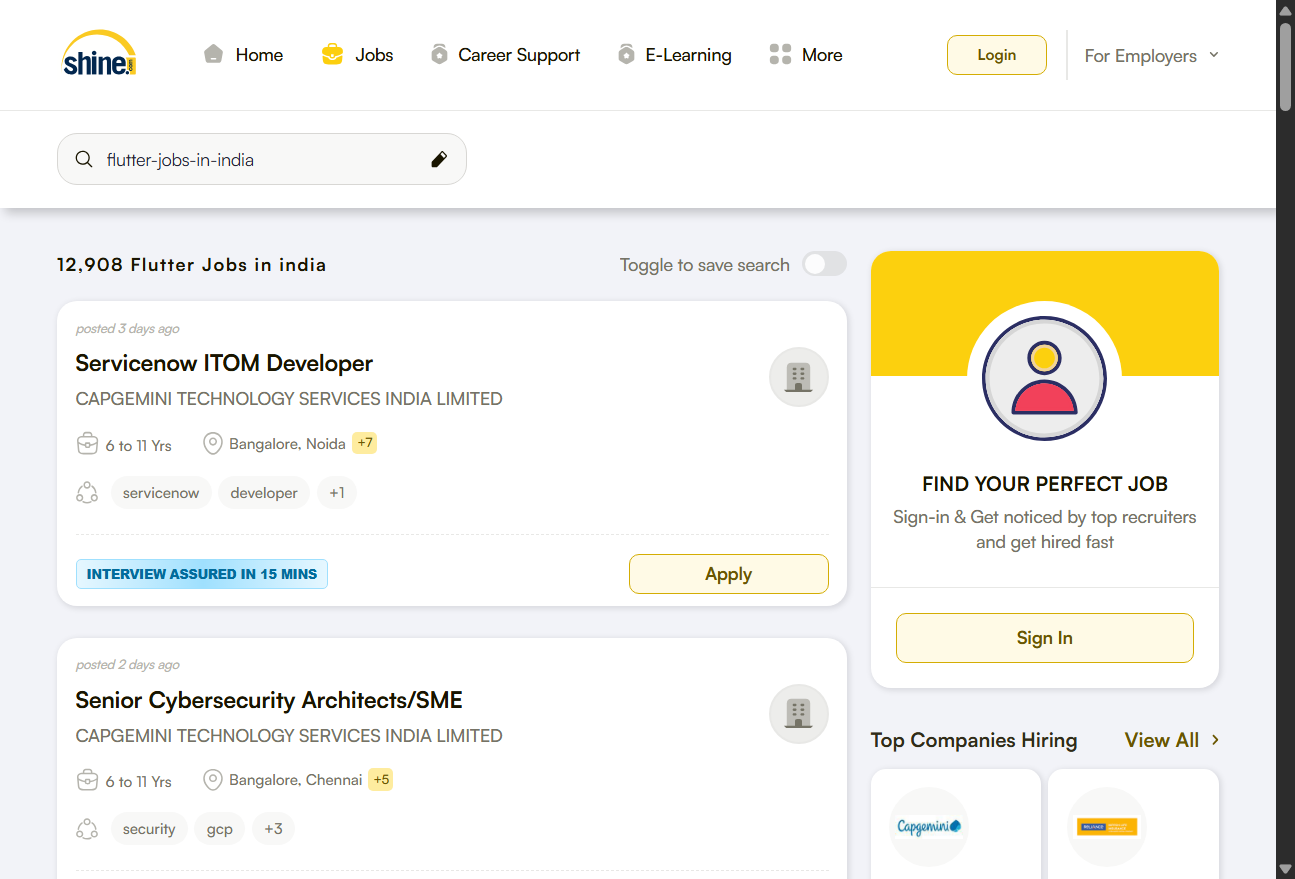 shine.com
Home
Jobs
Career Support
E-Learning
More
Login
For Employers
flutter-jobs-in-india
12,908 Flutter Jobs in india
Toggle to save search
posted 3 days ago
Servicenow ITOM Developer
CAPGEMINI TECHNOLOGY SERVICES INDIA LIMITED
6 to 11 Yrs
Bangalore, Noida +7
servicenow
developer
+1
INTERVIEW ASSURED IN 15 MINS
Apply
FIND YOUR PERFECT JOB
Sign-in & Get noticed by top recruiters
and get hired fast
Sign In
posted 2 days ago
Senior Cybersecurity Architects/SME
CAPGEMINI TECHNOLOGY SERVICES INDIA LIMITED
6 to 11 Yrs
Bangalore, Chennai +5
security
gcp
+3
Top Companies Hiring
View All
Capgemini
RELIANCE